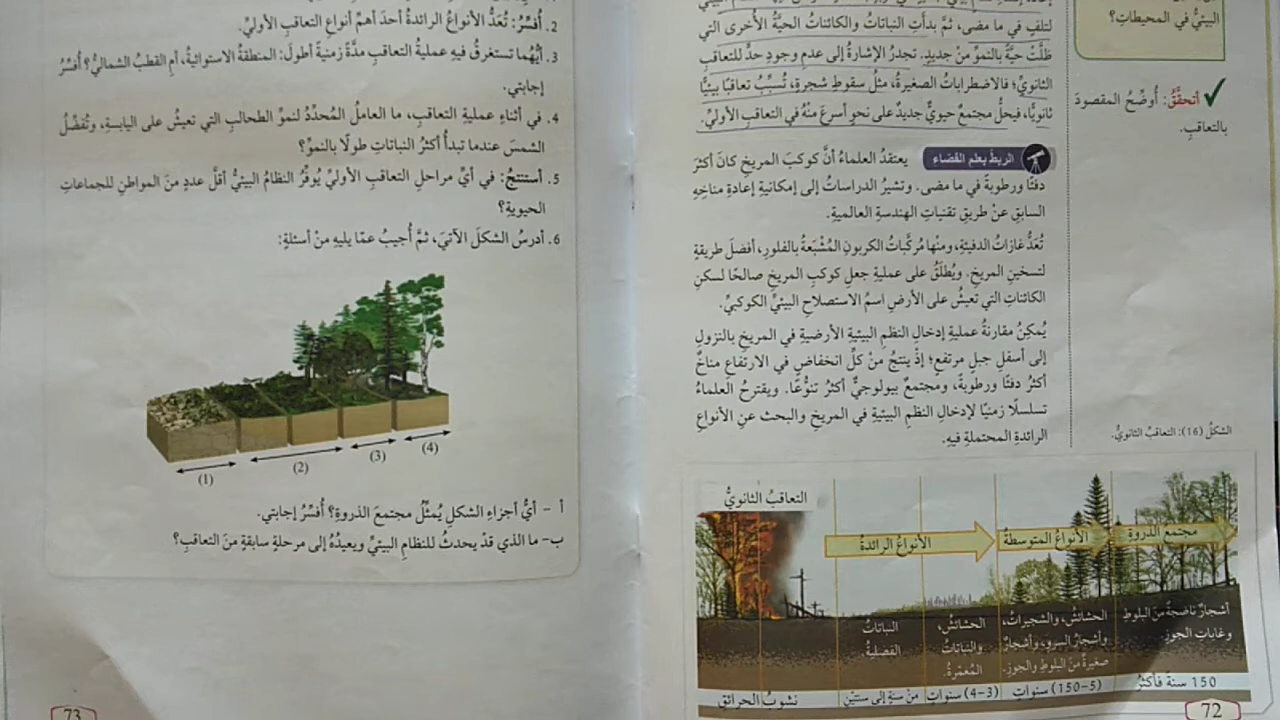 لتلفٍ في ما مضى، ثمَّ بدأتِ النباتاتُ والكائناتُ الحيَّةُ الأُخرى التي
ظلَّتْ حيَّةً بالنموِّ منْ جديدٍ. تجدرُ الإشارةُ إلى عدمِ وجودِ حدٍّ للتعاقبِ
الثانويِّ؛ فالاضطراباتُ الصغيرةُ، مثلُ سقوطِ شجرةٍ، تُسبِّبُ تعاقبًا بيئيًّا
ثانويًّا، فيحلُّ مجتمعٌ حيويٌّ جديدٌ على نحوٍ أسرعَ منْهُ في التعاقبِ الأوَّليِّ.
البيئيُّ في المحيطاتِ؟
أتحقَّقُ: أُوضِّحُ المقصودَ
بالتعاقبِ.
الربطُ بعلمِ الفضاء
يعتقدُ العلماءُ أنَّ كوكبَ المريخِ كانَ أكثرَ
دفئًا ورطوبةً في ما مضى. وتشيرُ الدراساتُ إلى إمكانيةِ إعادةِ مناخِهِ
السابقِ عنْ طريقِ تقنياتِ الهندسةِ العالميةِ.
تُعَدُّ غازاتُ الدفيئةِ، ومنْها مُركَّباتُ الكربونِ المُشْبَعةُ بالفلورِ، أفضلَ طريقةٍ
لتسخينِ المريخِ. ويُطلَقُ على عمليةِ جعلِ كوكبِ المريخِ صالحًا لسكنِ
الكائناتِ التي تعيشُ على الأرضِ اسمُ الاستصلاحِ البيئيِّ الكوكبيِّ.
يُمكِنُ مقارنةُ عمليةِ إدخالِ النظمِ البيئيةِ الأرضيةِ في المريخِ بالنزولِ
إلى أسفلِ جبلٍ مرتفعٍ؛ إذْ ينتجُ منْ كلِّ انخفاضٍ في الارتفاعِ مناخٌ
أكثرُ دفئًا ورطوبةً، ومجتمعٌ بيولوجيٌّ أكثرُ تنوُّعًا. ويقترحُ العلماءُ
تسلسلًا زمنيًا لإدخالِ النظمِ البيئيةِ في المريخِ والبحث عنِ الأنواعِ
الرائدةِ المحتملةِ فيهِ.
الشكلُ (16): التعاقبُ الثانويُّ.
التعاقبُ الثانويُّ
الأنواعُ الرائدةُ
الأنواعُ المتوسطةُ
مجتمعُ الذروةِ
النباتاتُ
الفصليةُ.
الحشائشُ،
والنباتاتُ
المُعمِّرةُ.
الحشائشُ، والشجيراتُ،
وأشجارُ السروِ، وأشجارٌ
صغيرةٌ منَ البلوطِ والجوزِ.
أشجارٌ ناضجةٌ منَ البلوطِ
وغاباتِ الجوزِ.
نشوبُ الحرائقِ
منْ سنةٍ إلى سنتيْنِ
(3-4) سنواتٍ
(5-150) سنواتٍ
150 سنةً فأكثرُ
72
2. أُفسِّرُ: تُعَدُّ الأنواعُ الرائدةُ أحدَ أهمِّ أنواعِ التعاقبِ الأوَّليِّ.
3. أيُّهما تستغرقُ فيهِ عمليةُ التعاقبِ مدَّةً زمنيةً أطولَ: المنطقةُ الاستوائيةُ، أمِ القطبُ الشماليُّ؟ أُفسِّرُ
إجابتي.
4. في أثناءِ عمليةِ التعاقبِ، ما العاملُ المُحدِّدُ لنموِّ الطحالبِ التي تعيشُ على اليابسةِ، وتُفضِّلُ
الشمسَ عندما تبدأُ أكثرُ النباتاتِ طولًا بالنموِّ؟
5. أستنتجُ: في أيِّ مراحلِ التعاقبِ الأوليِّ يُوفِّرُ النظامُ البيئيُّ أقلَّ عددٍ منَ المواطنِ للجماعاتِ
الحيويةِ؟
6. أدرسُ الشكلَ الآتيَ، ثمَّ أُجيبُ عمّا يليهِ منْ أسئلةٍ:
(1)
(2)
(3)
(4)
أ - أيُّ أجزاءِ الشكلِ يُمثِّلُ مجتمعَ الذروةِ؟ أُفسِّرُ إجابتي.
ب- ما الذي قدْ يحدثُ للنظامِ البيئيِّ ويعيدُهُ إلى مرحلةٍ سابقةٍ منَ التعاقبِ؟
73